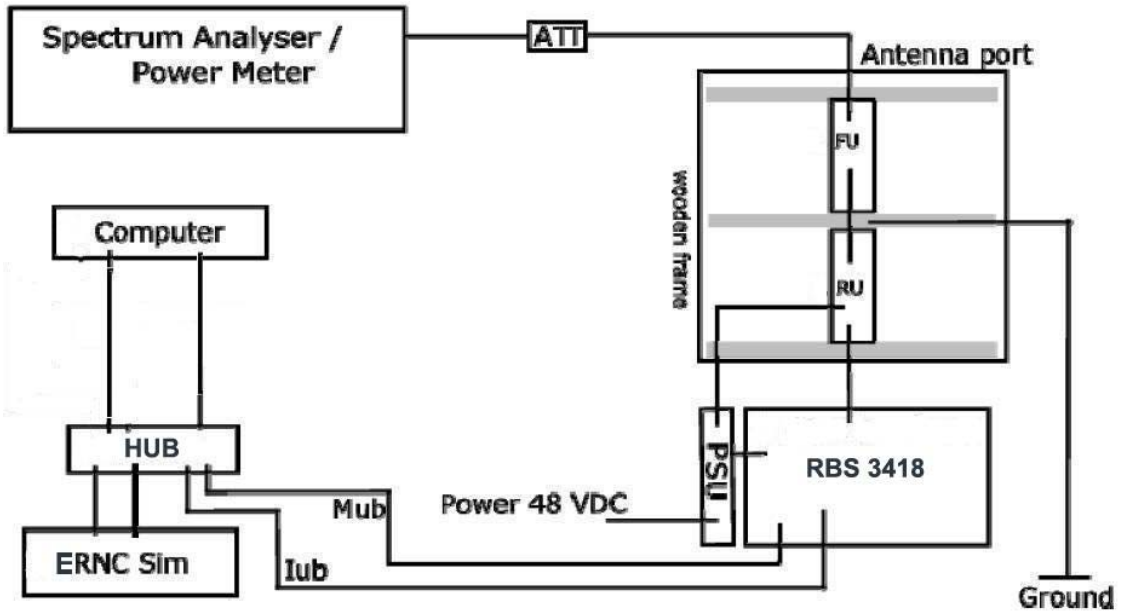 Spectrum Analyser /
Power Meter
ATT
Antenna port
FU
wooden frame
Computer
RU
HUB
PSU
RBS 3418
Mub
Power 48 VDC
ERNC Sim
Iub
Ground